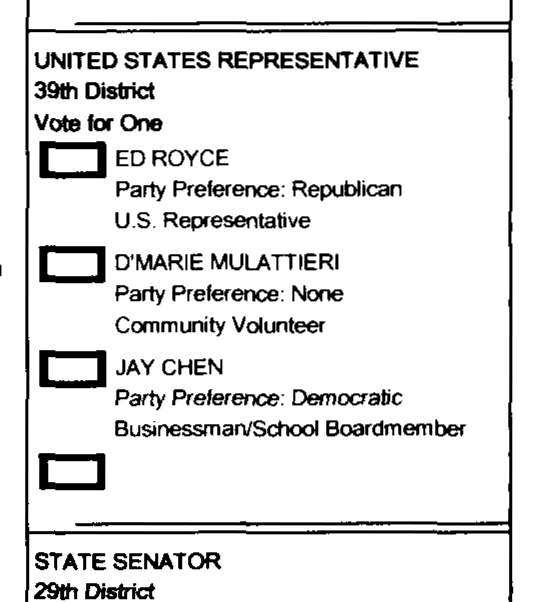 UNITED STATES REPRESENTATIVE
39th District
Vote for One
ED ROYCE
Party Preference: Republican
U.S. Representative
D'MARIE MULATTIERI
Party Preference: None
Community Volunteer
JAY CHEN
Party Preference: Democratic
Businessman/School Boardmember
STATE SENATOR
29th District